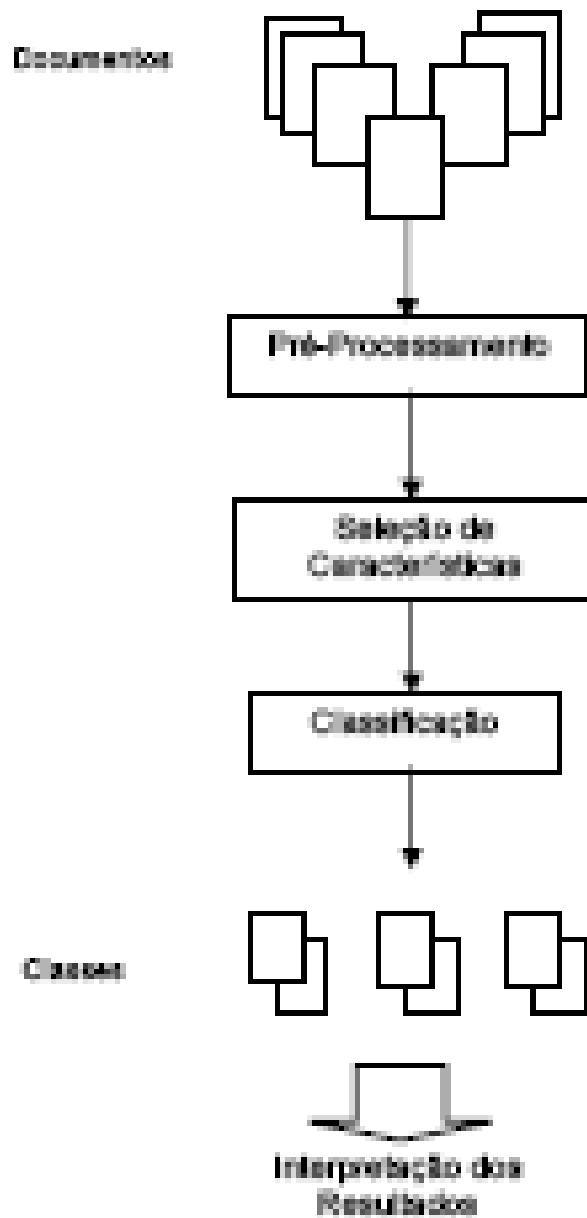 Documentos
Pré-Processamento
Seleção de
Características
Classificação
Classes
Interpretação dos
Resultados